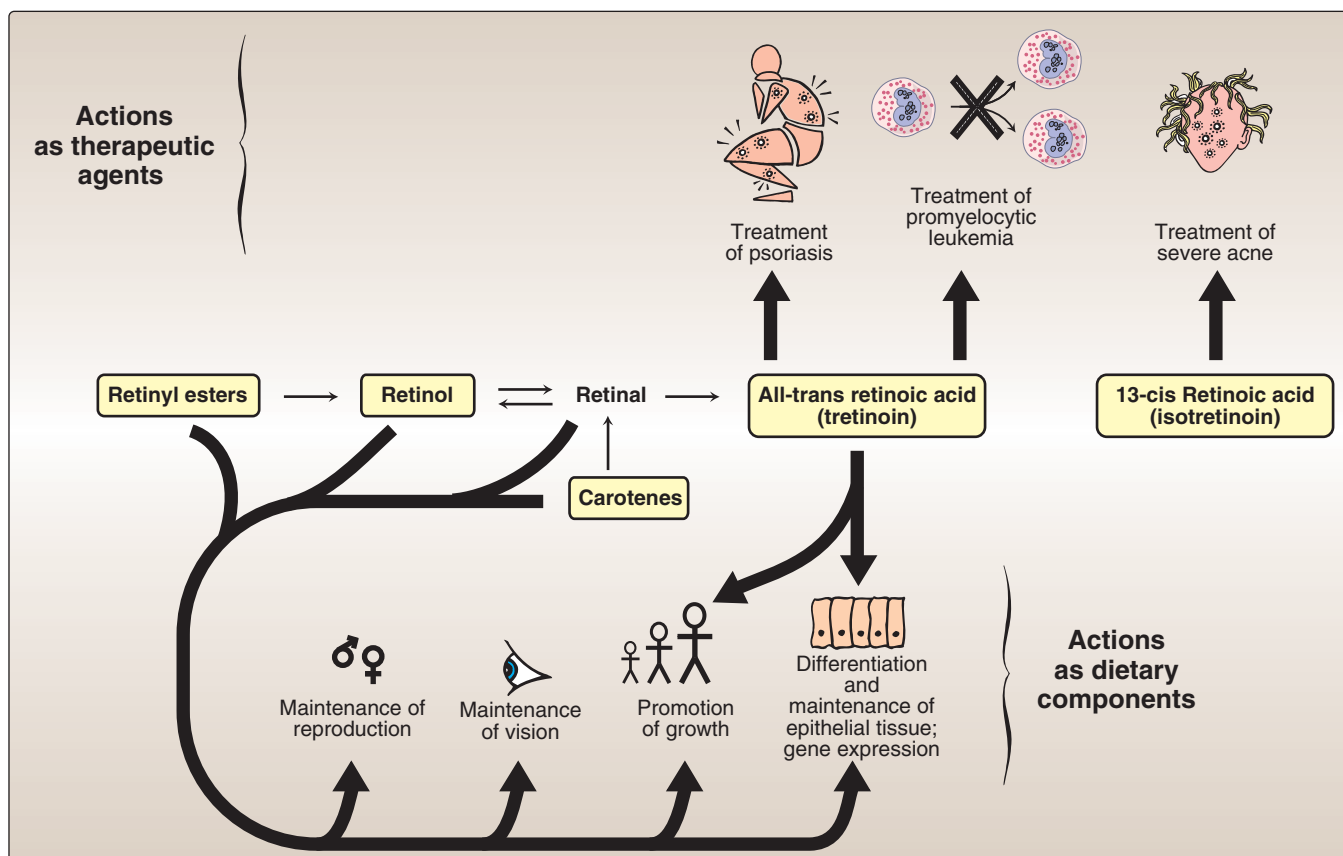 Actions
as therapeutic
agents
Treatment
of psoriasis
Treatment of
promyelocytic
leukemia
Treatment of
severe acne
Retinyl esters
Retinol
Retinal
All-trans retinoic acid
(tretinoin)
13-cis Retinoic acid
(isotretinoin)
Carotenes
Maintenance of
reproduction
Maintenance
of vision
Promotion
of growth
Differentiation
and
maintenance of
epithelial tissue;
gene expression
Actions
as dietary
components